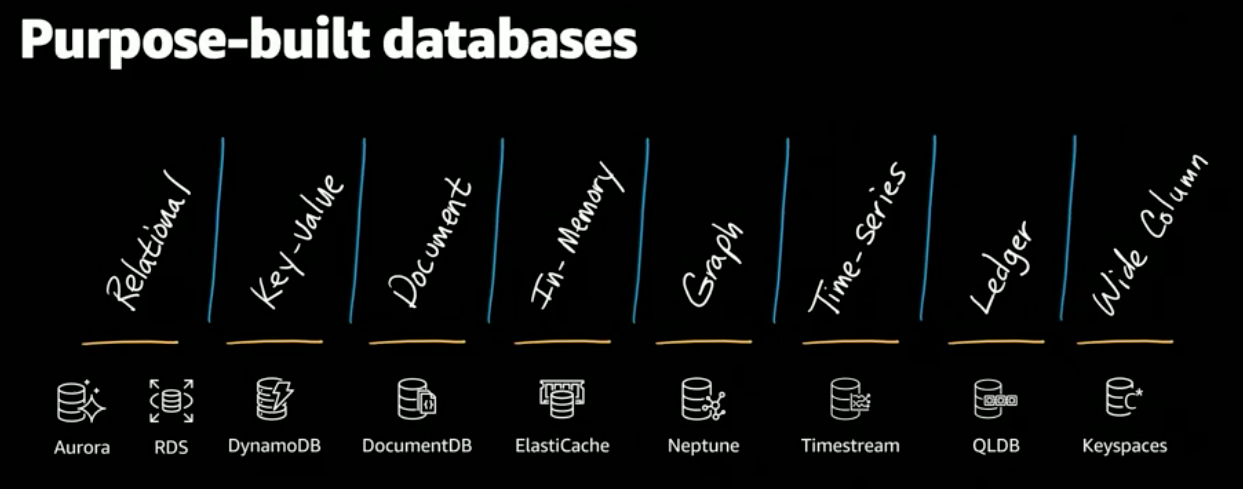 Purpose-built databases
Relational
Key-Value
Document
In-Memory
Graph
Time-series
Ledger
Wide Column
Aurora
RDS
DynamoDB
DocumentDB
ElastiCache
Neptune
Timestream
QLDB
Keyspaces